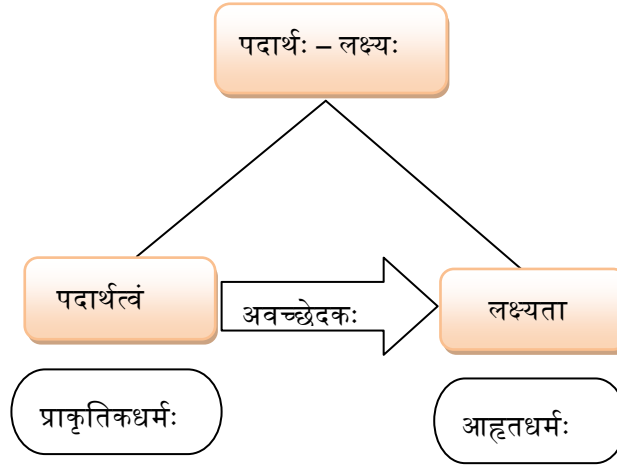 पदार्थः – लक्ष्यः
पदार्थत्वं
अवच्छेदकः
लक्ष्यता
प्राकृतिकधर्मः
आहृतधर्मः